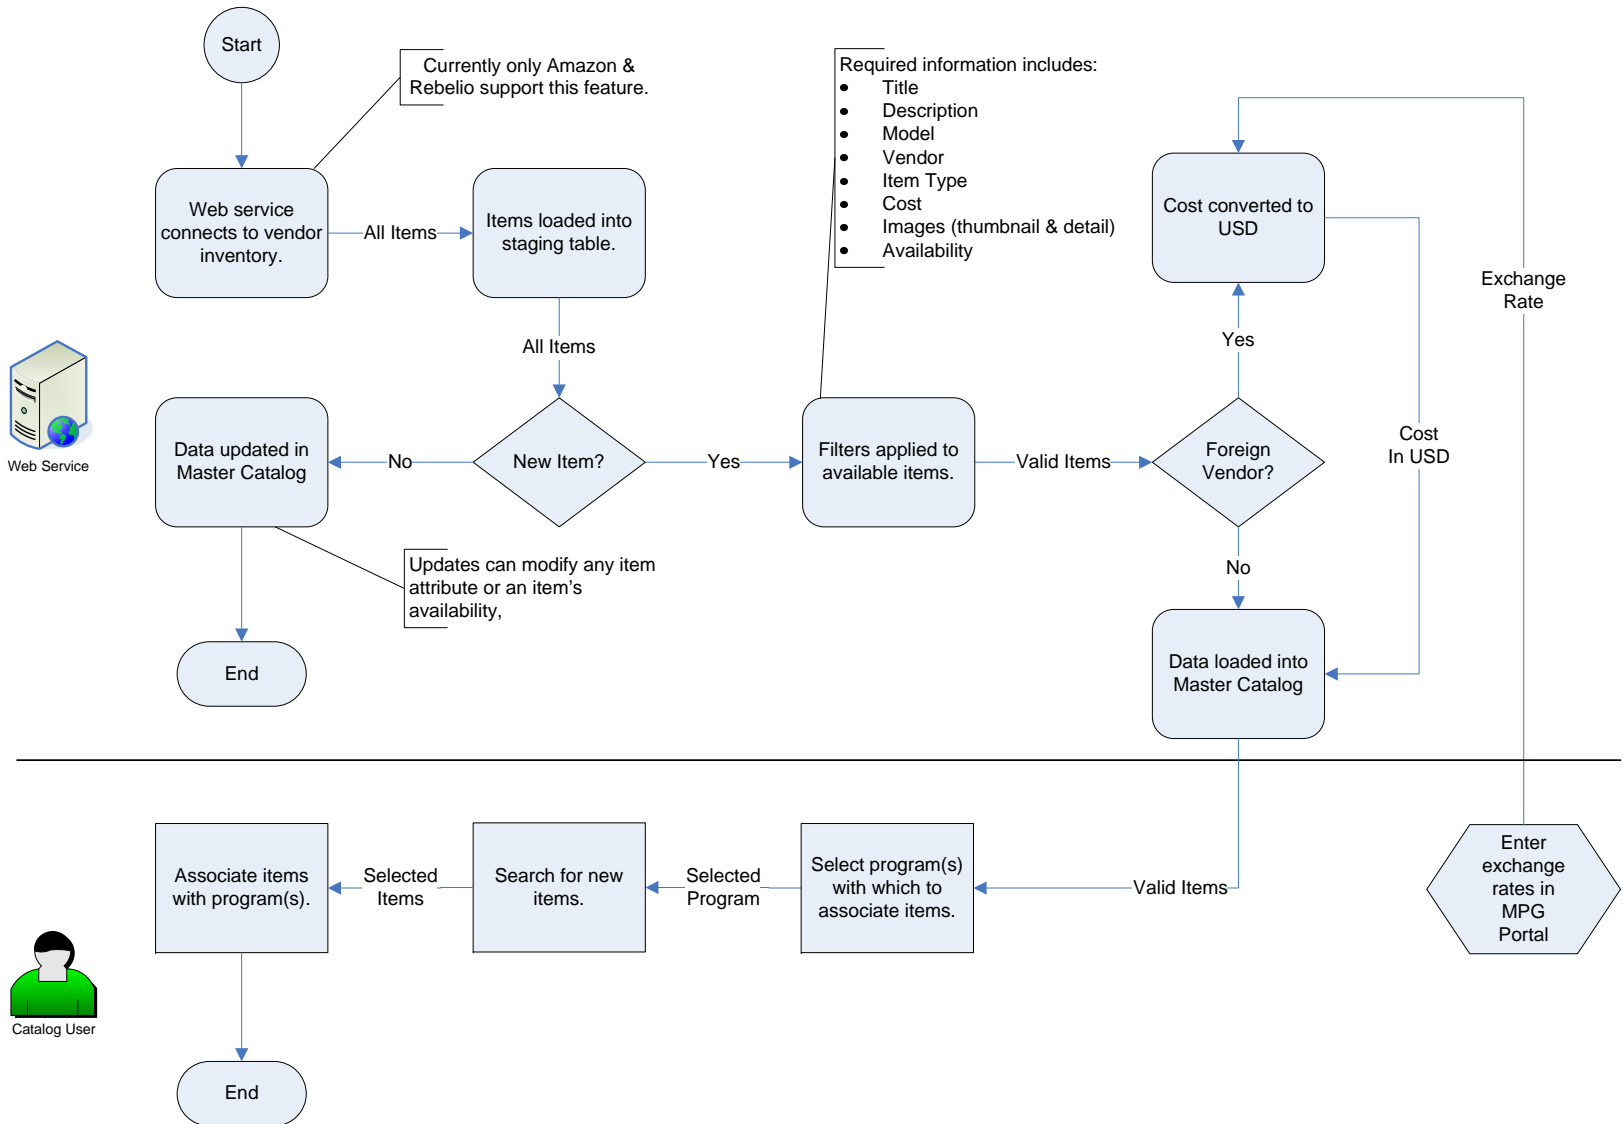 Start
Currently only Amazon &
Rebelio support this feature.
Required information includes:
• Title
• Description
• Model
• Vendor
• Item Type
• Cost
• Images (thumbnail & detail)
• Availability
Web service
connects to vendor
inventory.
All Items
Items loaded into
staging table.
Cost converted to
USD
Exchange
Rate
All Items
Yes
Web Service
Data updated in
Master Catalog
No
New Item?
Yes
Filters applied to
available items.
Valid Items
Foreign
Vendor?
Cost
In USD
Updates can modify any item
attribute or an item's
availability,
No
End
Data loaded into
Master Catalog
Associate items
with program(s).
Selected
Items
Search for new
items.
Selected
Program
Select program(s)
with which to
associate items.
Valid Items
Enter
exchange
rates in
MPG
Portal
Catalog User
End